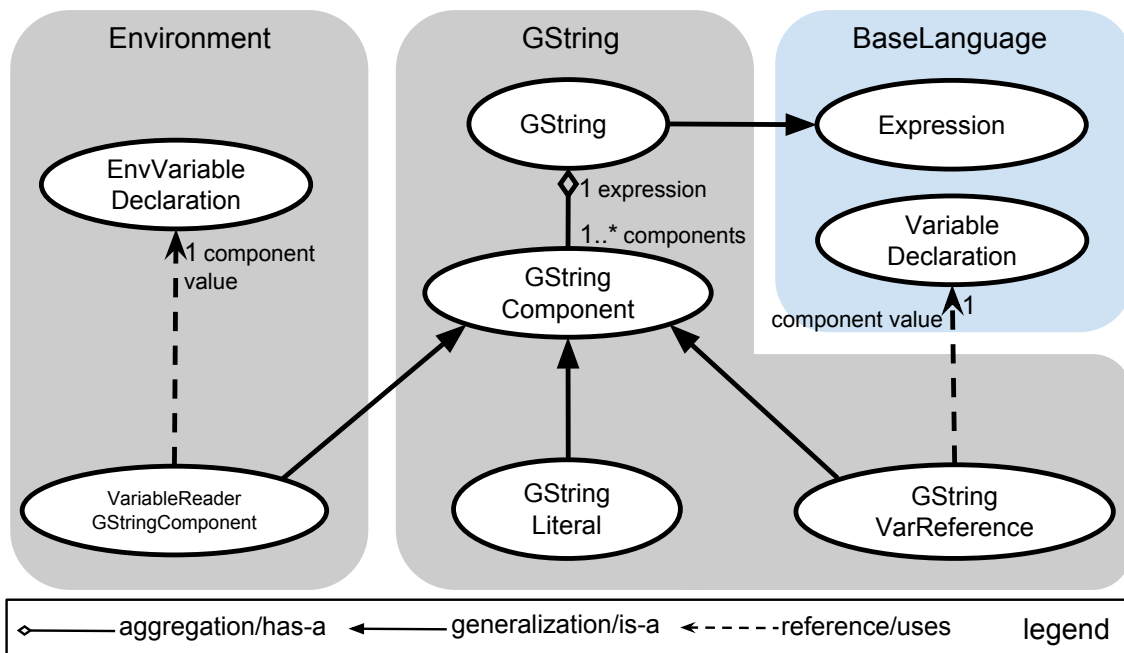 Environment
GString
BaseLanguage
GString
Expression
EnvVariable
Declaration
1 expression
1..* components
Variable
Declaration
1 component
value
GString
Component
1
component value
VariableReader
GStringComponent
GString
Literal
GString
VarReference
aggregation/has-a
generalization/is-a
reference/uses
legend